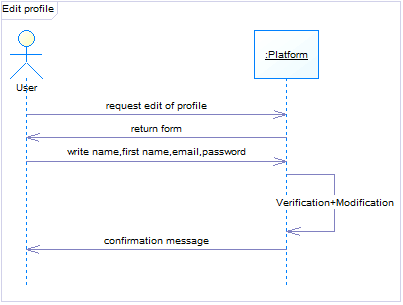 Edit profile
:Platform
User
request edit of profile
return form
write name,first name,email,password
Verification+Modification
confirmation message